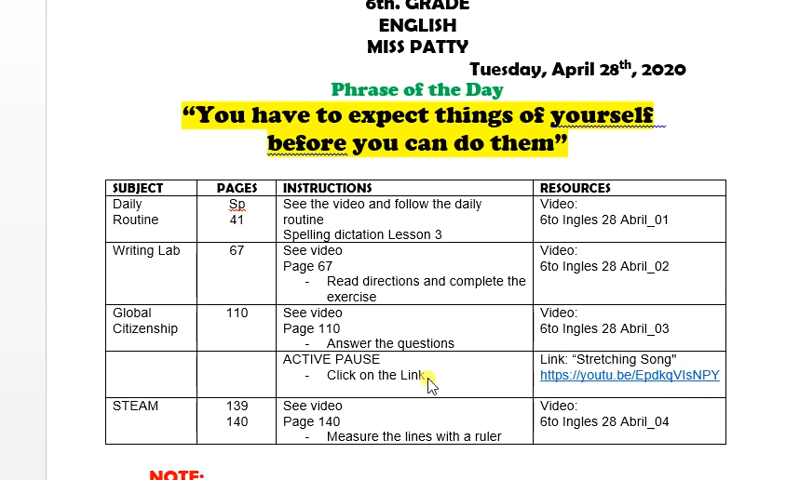 6th. GRADE
ENGLISH
MISS PATTY
Tuesday, April 28th, 2020
Phrase of the Day
“You have to expect things of yourself
before you can do them”
SUBJECT PAGES INSTRUCTIONS RESOURCES
Daily Sp See the video and follow the daily Video:
Routine 41 routine 6to Ingles 28 Abril_01
Spelling dictation Lesson 3
Writing Lab 67 See video Video:
Page 67 6to Ingles 28 Abril_02
- Read directions and complete the
exercise
Global 110 See video Video:
Citizenship Page 110 6to Ingles 28 Abril_03
- Answer the questions
ACTIVE PAUSE Link: “Stretching Song”
- Click on the Link https://youtu.be/EpdkqVIsNPY
STEAM 139 See video Video:
140 Page 140 6to Ingles 28 Abril_04
- Measure the lines with a ruler
NOTE: